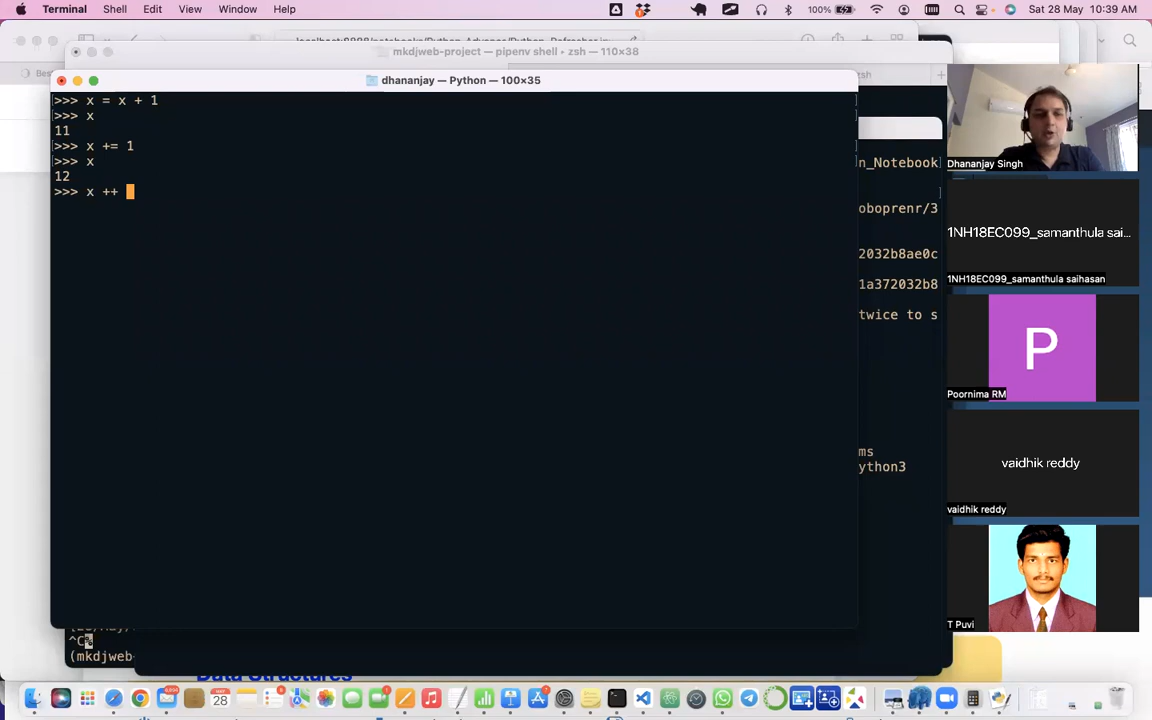 Terminal Shell Edit View Window Help 100% Sat 28 May 10:39 AM
mkdjweb-project — pipenv shell • zsh — 110×38
dhananjay — Python — 100×35
zsh
>>> x = x + 1
>>> x
11
>>> x += 1
>>> x
12
>>> x ++
n_Notebook
oboprenr/3
2032b8ae0c
1a372032b8
twice to s
ms
ython3
^C%
(mkdjweb-
Data Structures
Dhananjay Singh
1NH18EC099_samanthula sai...
1NH18EC099_samanthula saihasan
P
Poornima RM
vaidhik reddy
vaidhik reddy
T Puvi